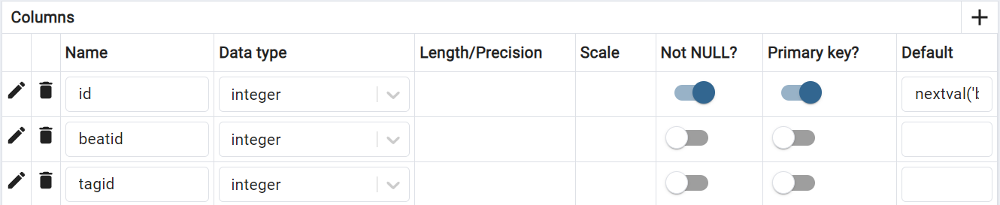 Columns
Name Data type Length/Precision Scale Not NULL? Primary key? Default
id integer nextval('b
beatid integer
tagid integer